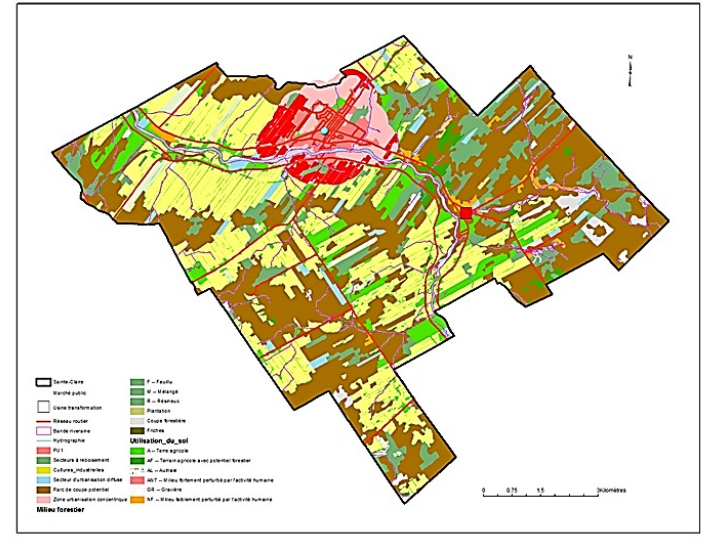 Sainte-Claire
Marché public
Usine transformation
Réseau routier
Bande riveraine
Hydrographie
PU1
Secteurs à reboisement
Cultures_industrielles
Secteur d'urbanisation diffuse
Parc de coupe potentiel
Zone urbanisation concentrique
Milieu forestier
F -- Feuillu
M -- Mélangé
R -- Résineux
Plantation
Coupe forestière
Friches
Utilisation_du_sol
A -- Terre agricole
AF -- Terrain agricole avec potentiel forestier
AL -- Aulnaie
ANT -- Milieu fortement perturbé par l'activité humaine
GR -- Gravière
NF -- Milieu faiblement perturbé par l'activité humaine
0 0.75 1.5 3 Kilomètres